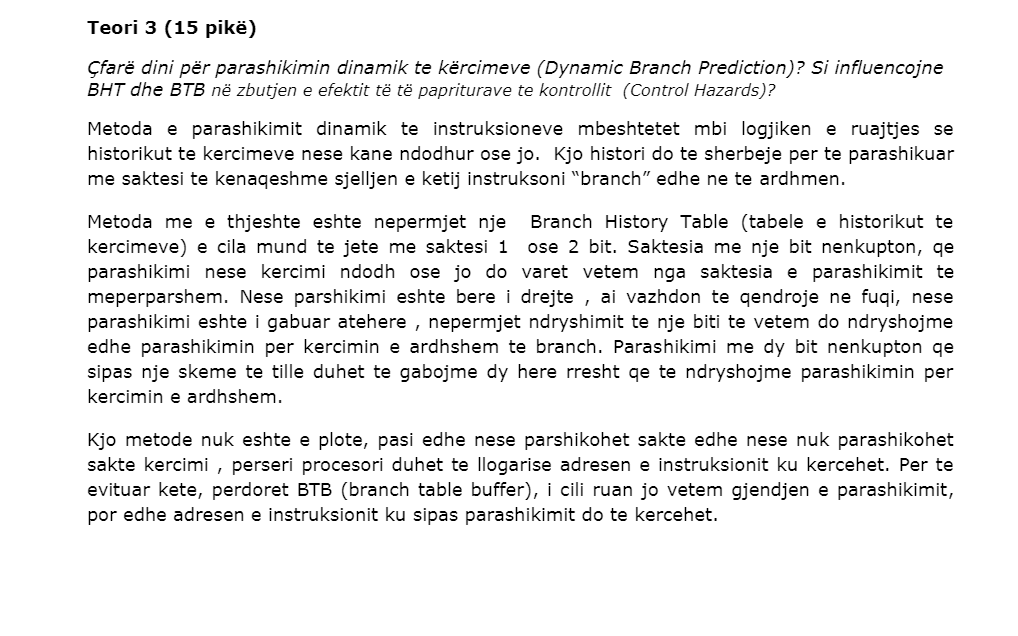 Teori 3 (15 pikë)
Çfarë dini për parashikimin dinamik te kërcimeve (Dynamic Branch Prediction)? Si influencojne
BHT dhe BTB në zbutjen e efektit të të papriturave te kontrollit (Control Hazards)?
Metoda e parashikimit dinamik te instruksioneve mbeshtetet mbi logjiken e ruajtjes se
historikut te kercimeve nese kane ndodhur ose jo. Kjo histori do te sherbeje per te parashikuar
me saktesi te kenaqeshme sjelljen e ketij instruksoni “branch” edhe ne te ardhmen.
Metoda me e thjeshte eshte nepermjet nje Branch History Table (tabele e historikut te
kercimeve) e cila mund te jete me saktesi 1 ose 2 bit. Saktesia me nje bit nenkupton, qe
parashikimi nese kercimi ndodh ose jo do varet vetem nga saktesia e parashikimit te
meperparshem. Nese parshikimi eshte bere i drejte , ai vazhdon te qendroje ne fuqi, nese
parashikimi eshte i gabuar atehere , nepermjet ndryshimit te nje biti te vetem do ndryshojme
edhe parashikimin per kercimin e ardhshem te branch. Parashikimi me dy bit nenkupton qe
sipas nje skeme te tille duhet te gabojme dy here rresht qe te ndryshojme parashikimin per
kercimin e ardhshem.
Kjo metode nuk eshte e plote, pasi edhe nese parshikohet sakte edhe nese nuk parashikohet
sakte kercimi , perseri procesori duhet te llogarise adresen e instruksionit ku kercehet. Per te
evituar kete, perdoret BTB (branch table buffer), i cili ruan jo vetem gjendjen e parashikimit,
por edhe adresen e instruksionit ku sipas parashikimit do te kercehet.